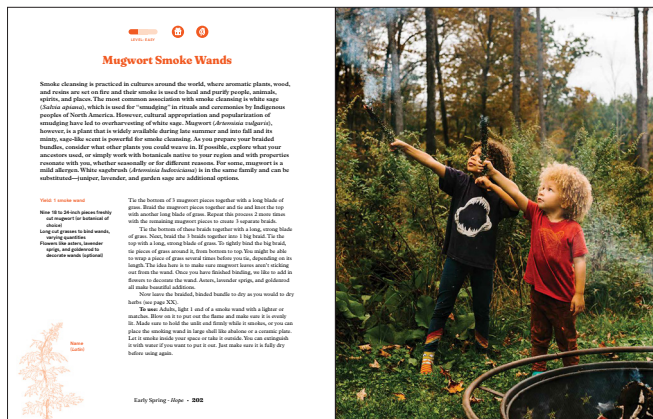 LEVEL: EASY
Mugwort Smoke Wands
Smoke cleansing is practiced in cultures around the world, where aromatic plants, wood,
and resins are set on fire and their smoke is used to heal and purify people, animals,
spirits, and places. The most common association with smoke cleansing is white sage
(Salvia apiana), which is used for "smudging" in rituals and ceremonies by Indigenous
peoples of North America. However, cultural appropriation and popularization of
smudging have led to overharvesting of white sage. Mugwort (Artemisia vulgaris),
however, is a plant that is widely available during late summer and into fall and its
minty, sage-like scent is powerful for smoke cleansing. As you prepare your braided
bundles, consider what other plants you could weave in. If possible, explore what your
ancestors used, or simply work with botanicals native to your region and with properties
resonate with you, whether seasonally or for different reasons. For some, mugwort is a
mild allergen. White sagebrush (Artemisia ludoviciana) is in the same family and can be
substituted—juniper, lavender, and garden sage are additional options.
Yield: 1 smoke wand
Nine 18 to 24-inch pieces freshly
cut mugwort (or botanical of
choice)
Long cut grasses to bind wands,
varying quantities
Flowers like asters, lavender
sprigs, and goldenrod to
decorate wands (optional)
Tie the bottom of 3 mugwort pieces together with a long blade of
grass. Braid the mugwort pieces together and tie and knot the top
with another long blade of grass. Repeat this process 2 more times
with the remaining mugwort pieces to create 3 separate braids.
Tie the bottom of these braids together with a long, strong blade
of grass. Next, braid the 3 braids together into 1 big braid. Tie the
top with a long, strong blade of grass. To tightly bind the big braid,
tie pieces of grass around it, from bottom to top. You might be able
to wrap a piece of grass several times before you tie, depending on its
length. The idea here is to make sure mugwort leaves aren't sticking
out from the wand. Once you have finished binding, we like to add in
flowers to decorate the wand. Asters, lavender sprigs, and goldenrod
all make beautiful additions.
Now leave the braided, binded bundle to dry as you would to dry
herbs (see page XX).
To use: Adults, light 1 end of a smoke wand with a lighter or
matches. Blow on it to put out the flame and make sure it is evenly
lit. Made sure to hold the unlit end firmly while it smokes, or you can
place the smoking wand in large shell like abalone or a ceramic plate.
Let it smoke inside your space or take it outside. You can extinguish
it with water if you want to put it out. Just make sure it is fully dry
before using again.
Name
(Latin)
Early Spring - Hope • 202